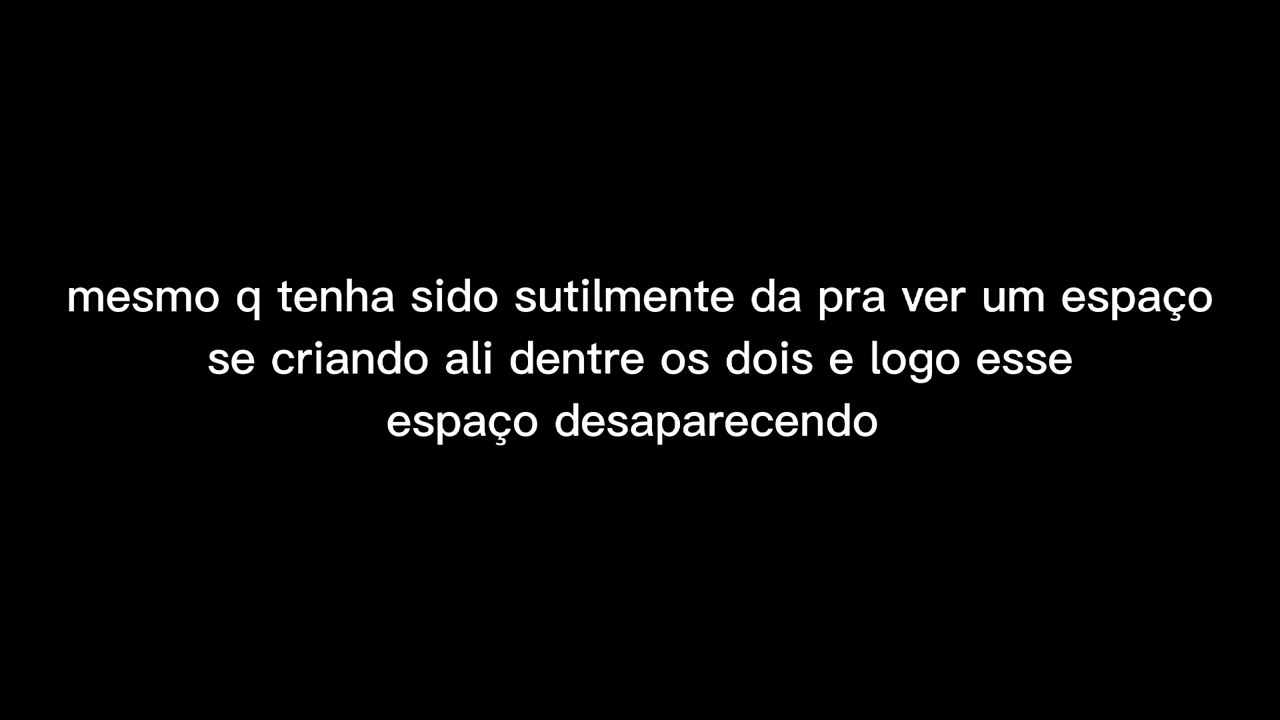 mesmo q tenha sido sutilmente da pra ver um espaço
se criando ali dentre os dois e logo esse
espaço desaparecendo